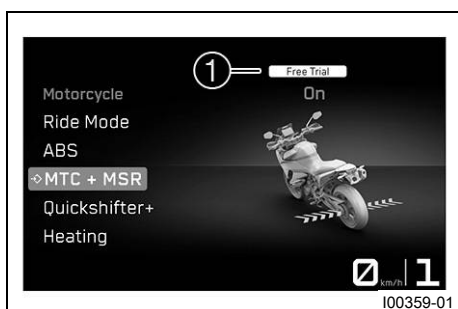 1
Free Trial
Motorcycle
On
Ride Mode
ABS
MTC + MSR
Quickshifter+
Heating
0 km/h 1
I00359-01